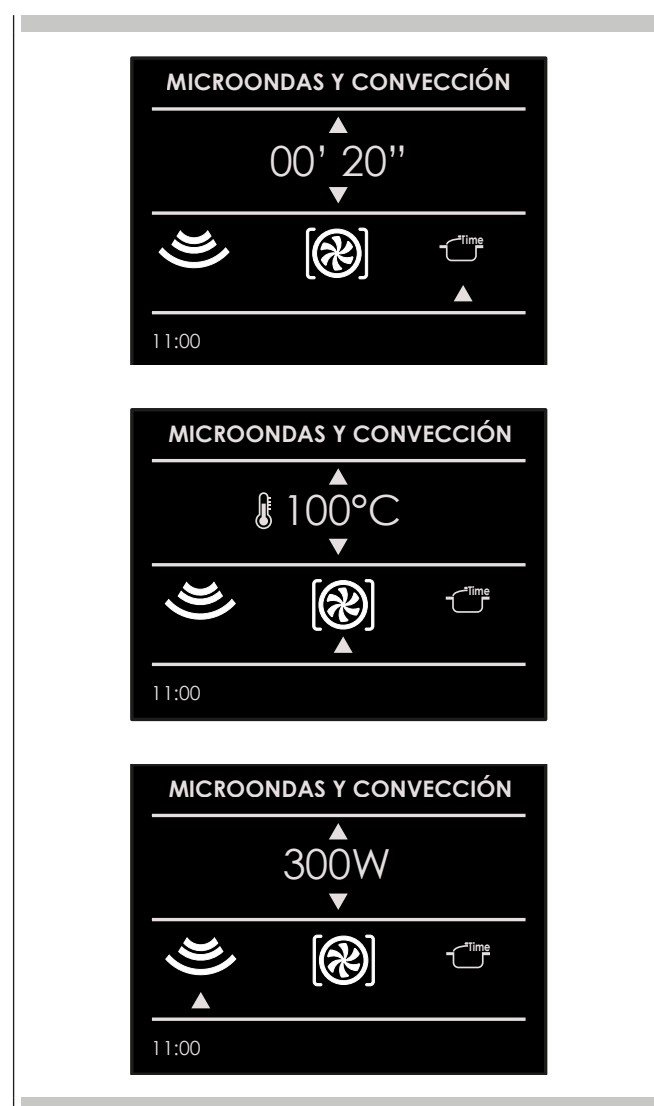 MICROONDAS Y CONVECCIÓN
00’ 20’’
Time
11:00
MICROONDAS Y CONVECCIÓN
100°C
Time
11:00
MICROONDAS Y CONVECCIÓN
300W
Time
11:00